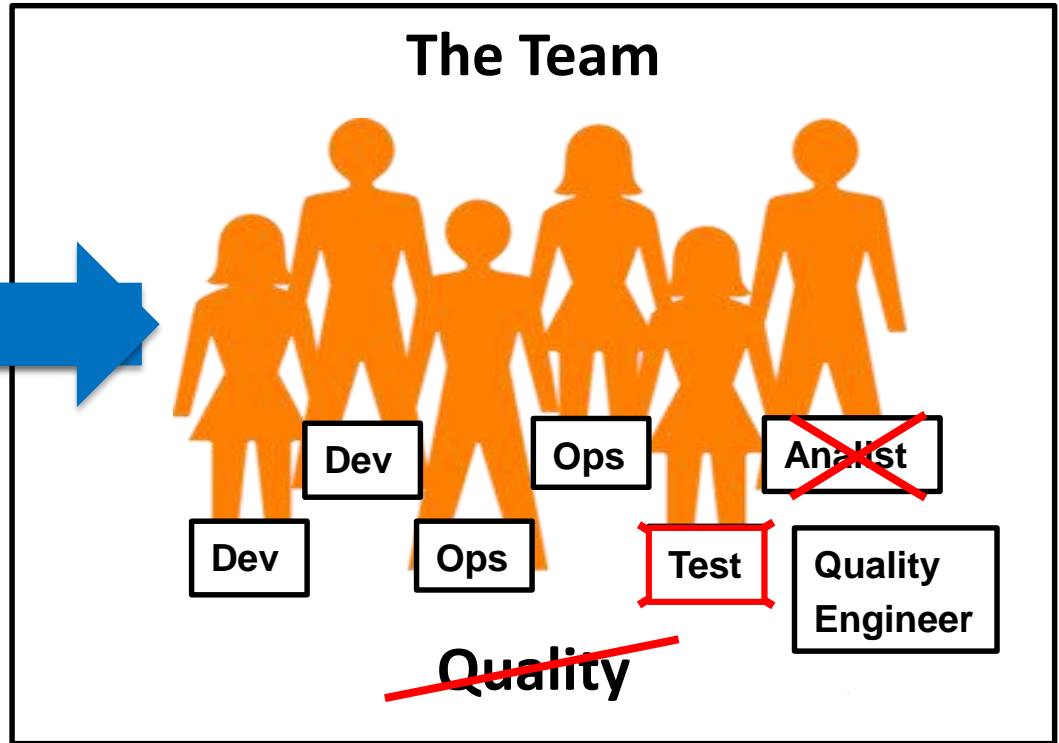 The Team
Dev
Ops
Analist
Dev
Ops
Test
Quality
Engineer
Quality